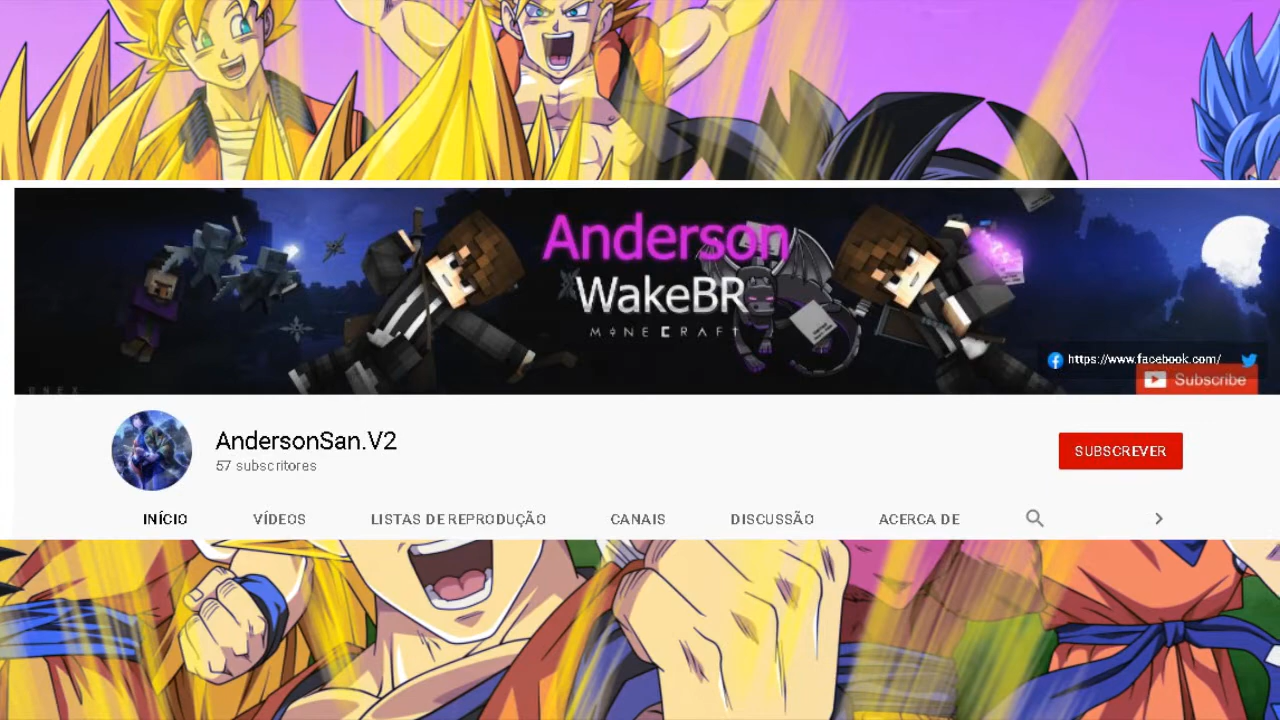 Anderson
WakeBR
MINECRAFT
https://www.facebook.com/
Subscribe
AndersonSan.V2
57 subscritores
SUBSCREVER
INÍCIO VÍDEOS LISTAS DE REPRODUÇÃO CANAIS DISCUSSÃO ACERCA DE